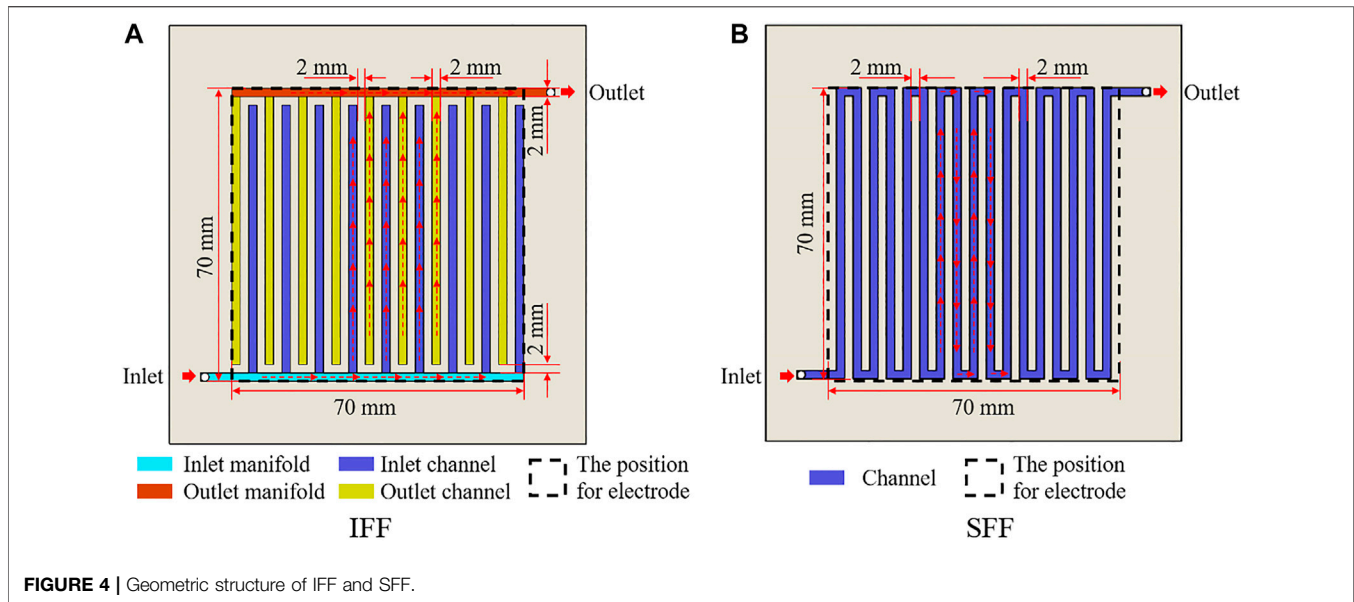 A
B
2 mm
2 mm
Outlet
2 mm
70 mm
2 mm
Inlet
70 mm
Inlet manifold
Inlet channel
The position
for electrode
Outlet manifold
Outlet channel
IFF
2 mm
2 mm
Outlet
70 mm
Inlet
70 mm
Channel
The position
for electrode
SFF
FIGURE 4 | Geometric structure of IFF and SFF.